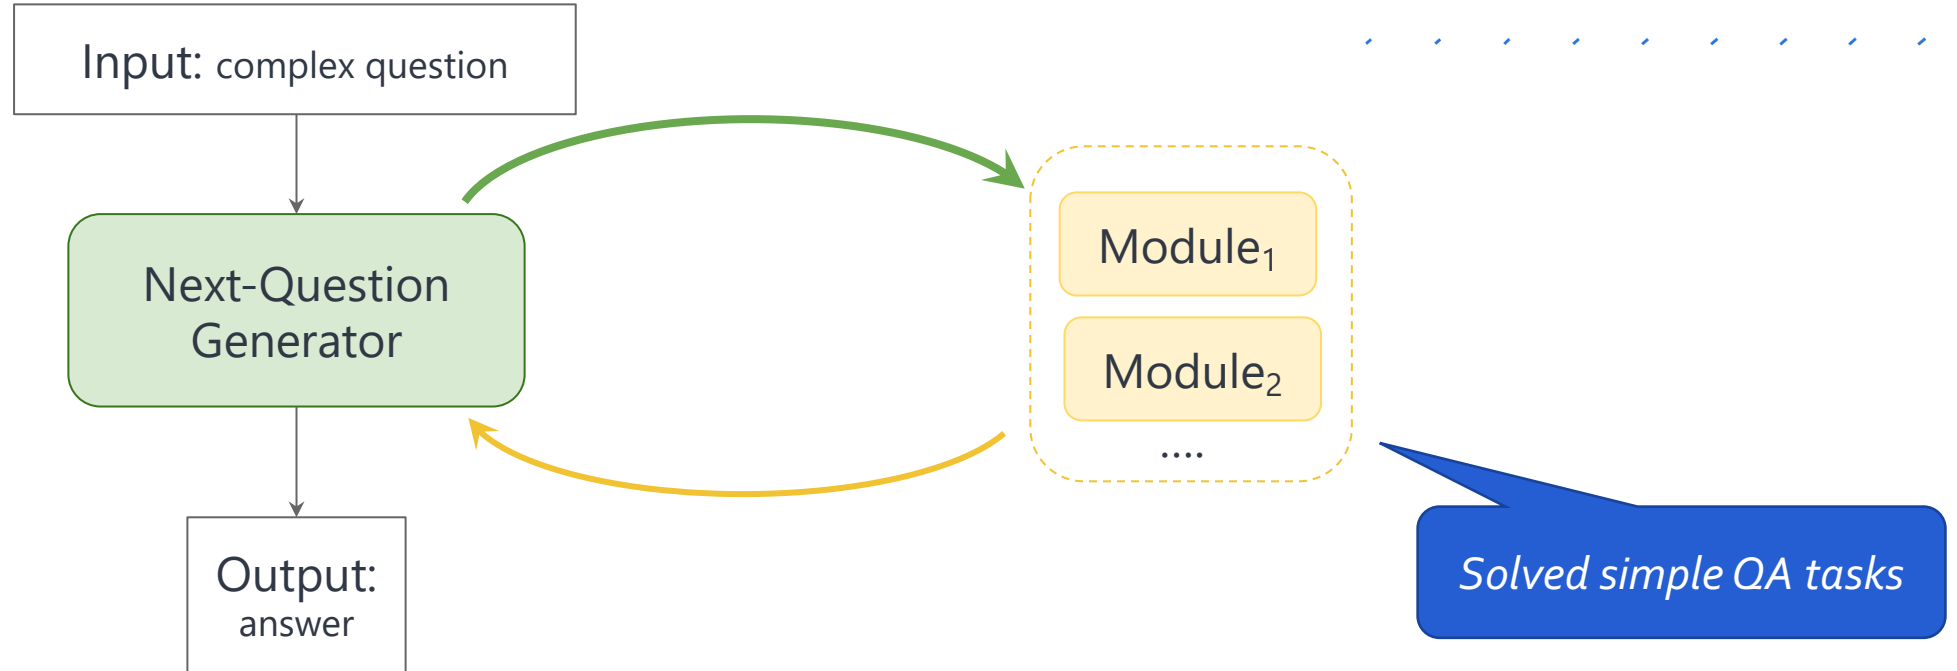 Input: complex question
Next-Question
Generator
Output:
answer
Module₁
Module₂
....
Solved simple QA tasks